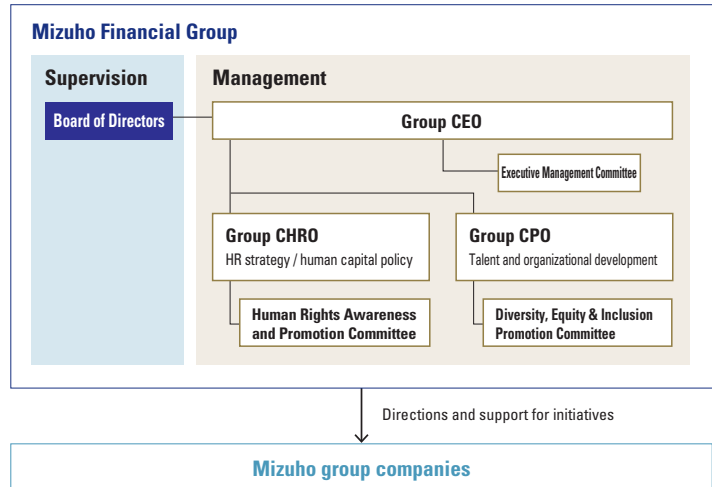 Mizuho Financial Group
Supervision
Management
Board of Directors
Group CEO
Executive Management Committee
Group CHRO
HR strategy / human capital policy
Group CPO
Talent and organizational development
Human Rights Awareness
and Promotion Committee
Diversity, Equity & Inclusion
Promotion Committee
Directions and support for initiatives
Mizuho group companies